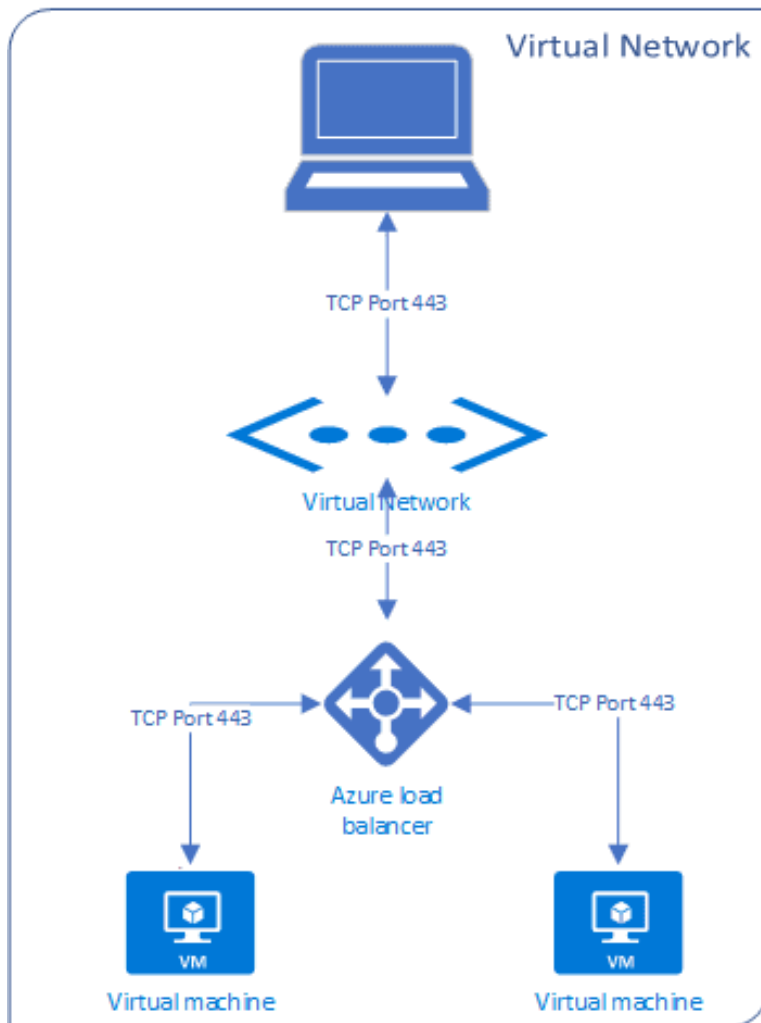 Virtual Network
TCP Port 443
Virtual Network
TCP Port 443
TCP Port 443
TCP Port 443
Azure load
balancer
VM
VM
Virtual machine
Virtual machine